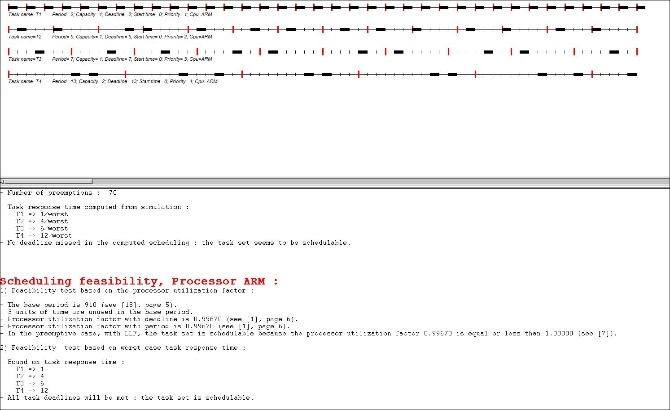 Task name=T1 Period= 2; Capacity= 1; Deadline= 2; Start time= 0; Priority= 1; Cpu=ARM
Task name=T2 Period= 5; Capacity= 1; Deadline= 5; Start time= 0; Priority= 2; Cpu=ARM
Task name=T3 Period= 7; Capacity= 1; Deadline= 7; Start time= 0; Priority= 3; Cpu=ARM
Task name=T4 Period= 13; Capacity= 2; Deadline= 13; Start time= 0; Priority= 4; Cpu=ARM
- Number of preemptions : 70
- Task response time computed from simulation :
T1 => 1/worst
T2 => 4/worst
T3 => 6/worst
T4 => 12/worst
- No deadline missed in the computed scheduling : the task set seems to be schedulable.
Scheduling feasibility, Processor ARM :
1) Feasibility test based on the processor utilization factor :
- The base period is 910 (see [18], page 5).
- 3 units of time are unused in the base period.
- Processor utilization factor with deadline is 0.99670 (see [1], page 6).
- Processor utilization factor with period is 0.99670 (see [1], page 6).
- In the preemptive case, with LLF, the task set is schedulable because the processor utilization factor 0.99670 is equal or less than 1.00000 (see [7]).
2) Feasibility test based on worst case task response time :
- Bound on task response time :
T1 => 1
T2 => 4
T3 => 6
T4 => 12
- All task deadlines will be met : the task set is schedulable.